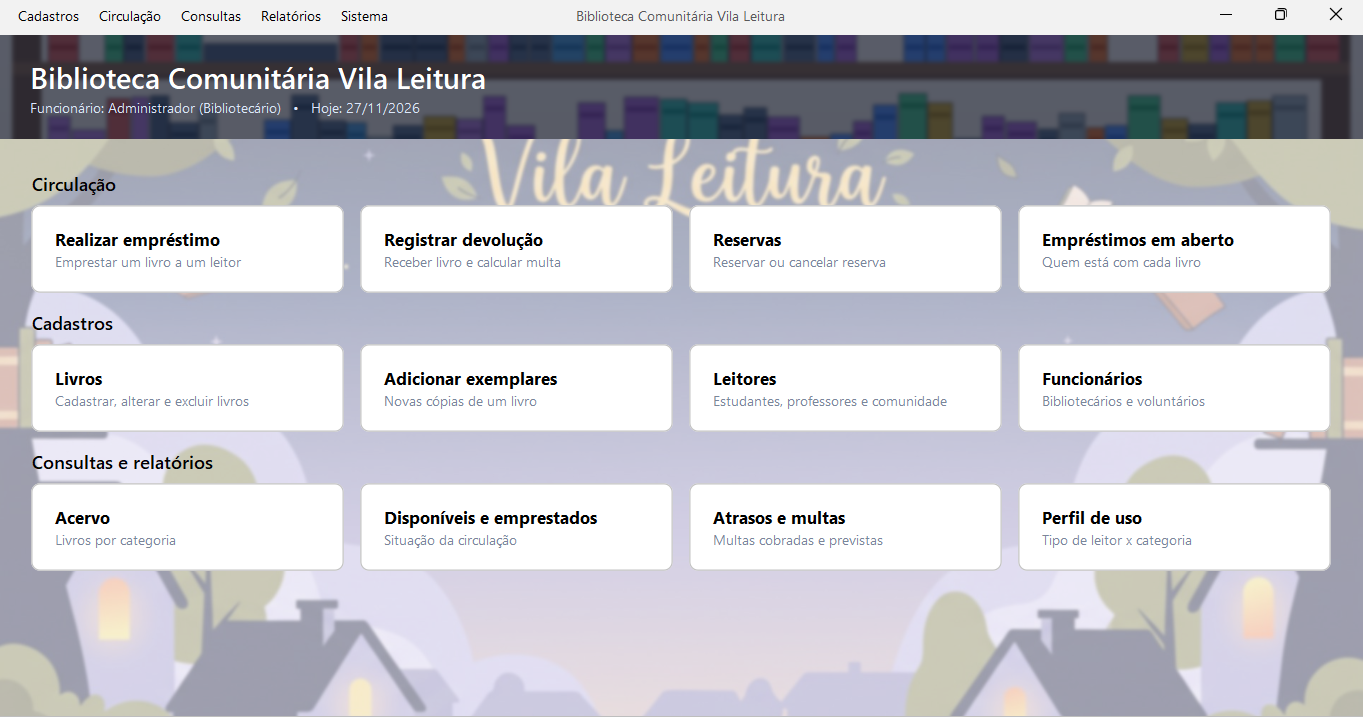 Cadastros Circulação Consultas Relatórios Sistema Biblioteca Comunitária Vila Leitura
Biblioteca Comunitária Vila Leitura
Funcionário: Administrador (Bibliotecário) • Hoje: 27/11/2026
Vila Leitura
Circulação
Realizar empréstimo
Emprestar um livro a um leitor
Registrar devolução
Receber livro e calcular multa
Reservas
Reservar ou cancelar reserva
Empréstimos em aberto
Quem está com cada livro
Cadastros
Livros
Cadastrar, alterar e excluir livros
Adicionar exemplares
Novas cópias de um livro
Leitores
Estudantes, professores e comunidade
Funcionários
Bibliotecários e voluntários
Consultas e relatórios
Acervo
Livros por categoria
Disponíveis e emprestados
Situação da circulação
Atrasos e multas
Multas cobradas e previstas
Perfil de uso
Tipo de leitor x categoria